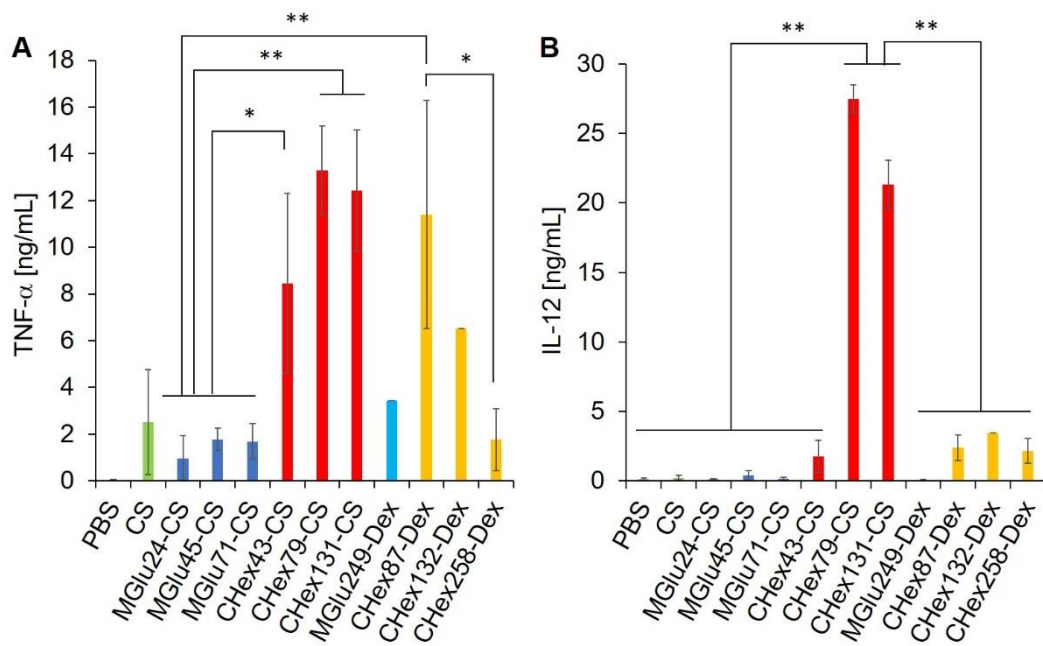 A
**
**
*
*
18
16
14
12
10
8
6
4
2
0
TNF-α [ng/mL]
PBS
CS
MGlu24-CS
MGlu45-CS
MGlu71-CS
CHex43-CS
CHex79-CS
CHex131-CS
MGlu249-Dex
CHex87-Dex
CHex132-Dex
CHex258-Dex
B
**
**
30
25
20
15
10
5
0
IL-12 [ng/mL]
PBS
CS
MGlu24-CS
MGlu45-CS
MGlu71-CS
CHex43-CS
CHex79-CS
CHex131-CS
MGlu249-Dex
CHex87-Dex
CHex132-Dex
CHex258-Dex